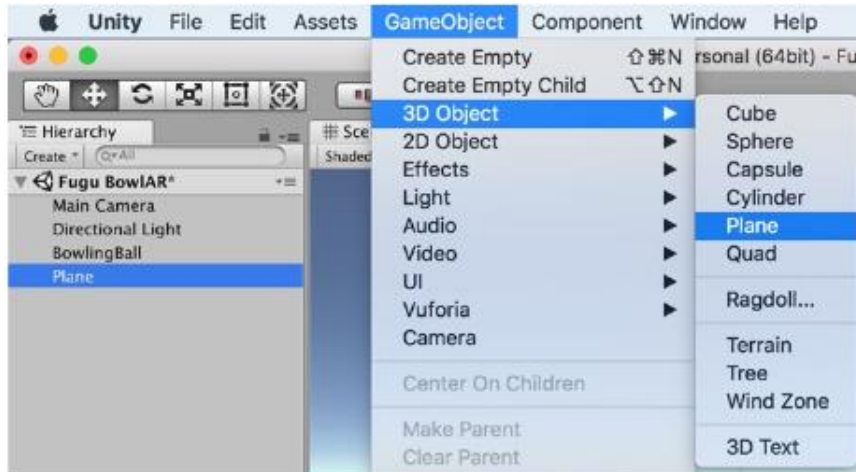 Unity File Edit Assets GameObject Component Window Help
Create Empty ⇧⌘N
rsonal (64bit) - Fu
Create Empty Child ⌥⇧N
3D Object ▶
Cube
Hierarchy
Sce
2D Object ▶
Sphere
Create All
Shaded
Effects ▶
Capsule
Fugu BowlAR*
Light ▶
Cylinder
Main Camera
Audio ▶
Plane
Directional Light
Video ▶
Quad
BowlingBall
UI ▶
Plane
Ragdoll...
Vuforia ▶
Camera
Terrain
Tree
Center On Children
Wind Zone
Make Parent
3D Text
Clear Parent